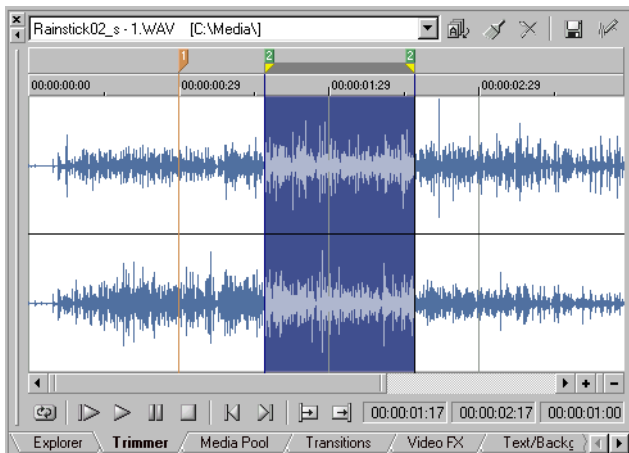 Rainstick02_s - 1.WAV [C:\Media\]
1 2 2
00:00:00:00 00:00:00:29 00:00:01:29 00:00:02:29
00:00:01:17 00:00:02:17 00:00:01:00
Explorer Trimmer Media Pool Transitions Video FX Text/Backg